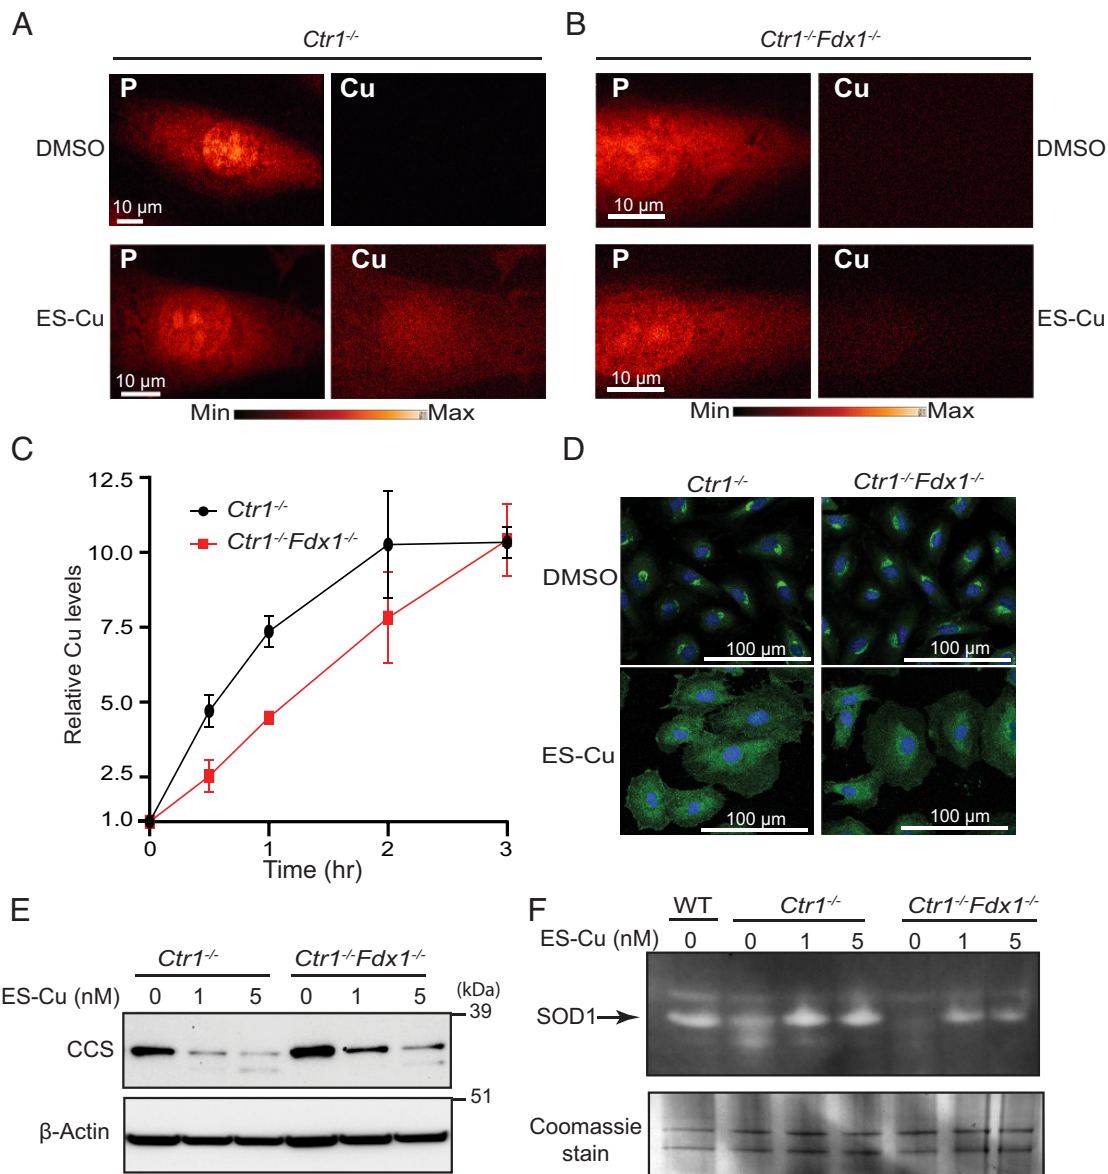 A
Ctr1-/-
B
Ctr1-/-Fdx1-/-
P
Cu
P
Cu
DMSO
DMSO
10 µm
10 µm
P
Cu
P
Cu
ES-Cu
ES-Cu
10 µm
10 µm
Min Max
Min Max
C
12.5
10.0
7.5
5.0
2.5
1.0
Relative Cu levels
Ctr1-/-
Ctr1-/-Fdx1-/-
0 1 2 3
Time (hr)
D
Ctr1-/-
Ctr1-/-Fdx1-/-
DMSO
100 µm
100 µm
ES-Cu
100 µm
100 µm
E
Ctr1-/-
Ctr1-/-Fdx1-/-
ES-Cu (nM) 0 1 5 0 1 5 (kDa)
39
CCS
51
β-Actin
F
WT Ctr1-/- Ctr1-/-Fdx1-/-
ES-Cu (nM) 0 0 1 5 0 1 5
SOD1
Coomassie
stain